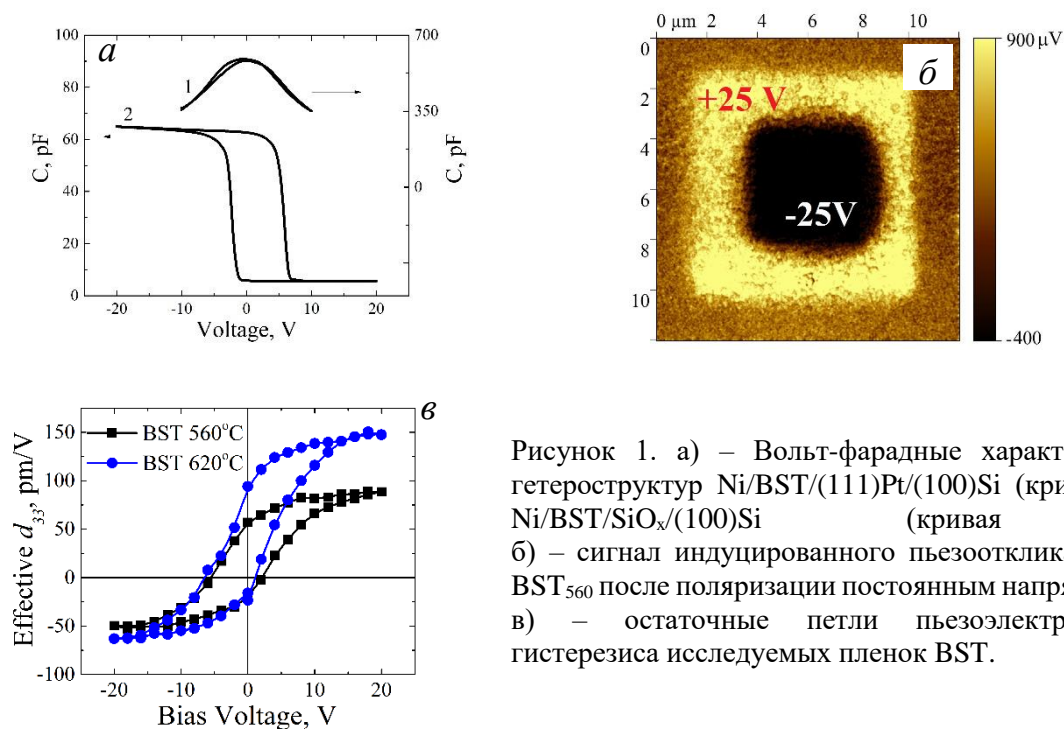 а
C, pF
100
80
60
40
20
0
1
2
-20 -10 0 10 20
Voltage, V
700
350
0
C, pF
0 µm 2 4 6 8 10
0
2
4
6
8
10
б
+25 V
-25V
900 µV
-400
в
BST 560°C
BST 620°C
Effective d₃₃, pm/V
150
100
50
0
-50
-100
-20 -10 0 10 20
Bias Voltage, V
Рисунок 1. а) – Вольт-фарадные характ
гетероструктур Ni/BST/(111)Pt/(100)Si (кри
Ni/BST/SiOₓ/(100)Si (кривая
б) – сигнал индуцированного пьезоотклик
BST₅₆₀ после поляризации постоянным напря
в) – остаточные петли пьезоэлектр
гистерезиса исследуемых пленок BST.